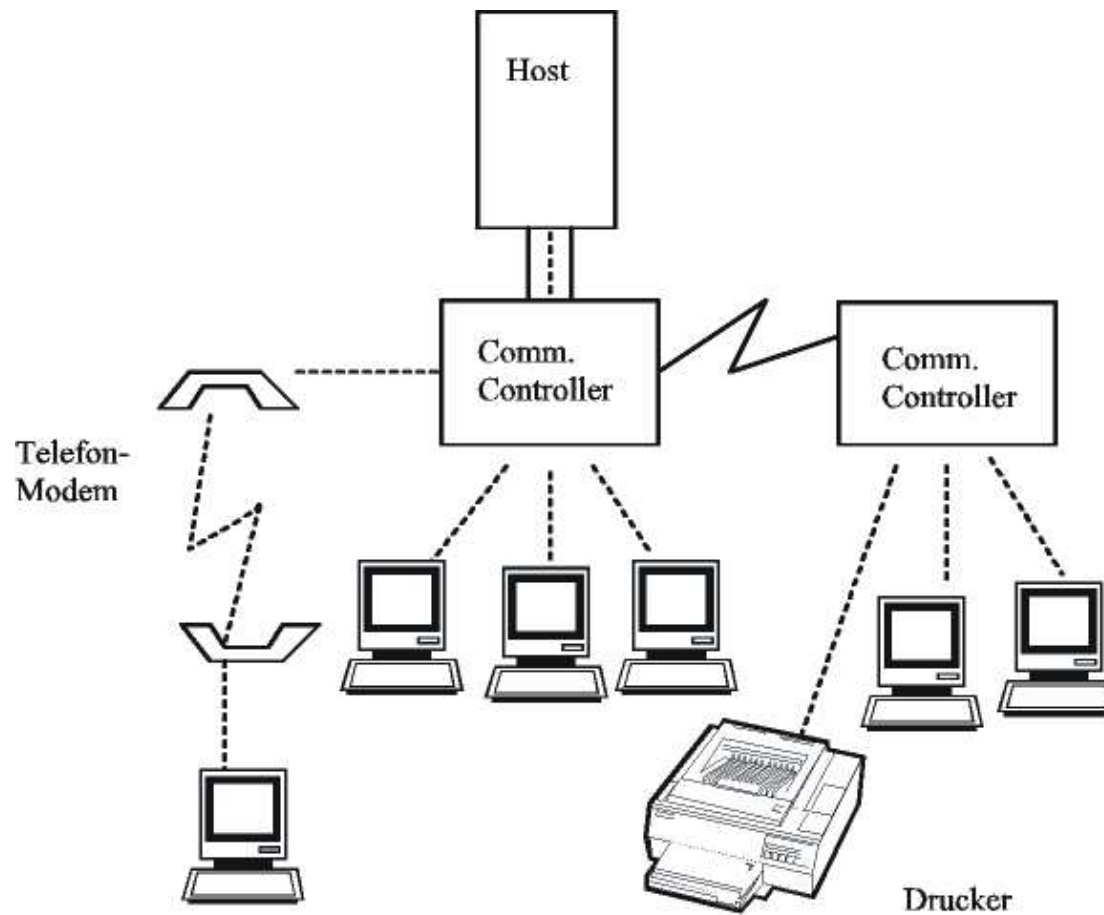 Host
Comm.
Controller
Comm.
Controller
Telefon-
Modem
Drucker